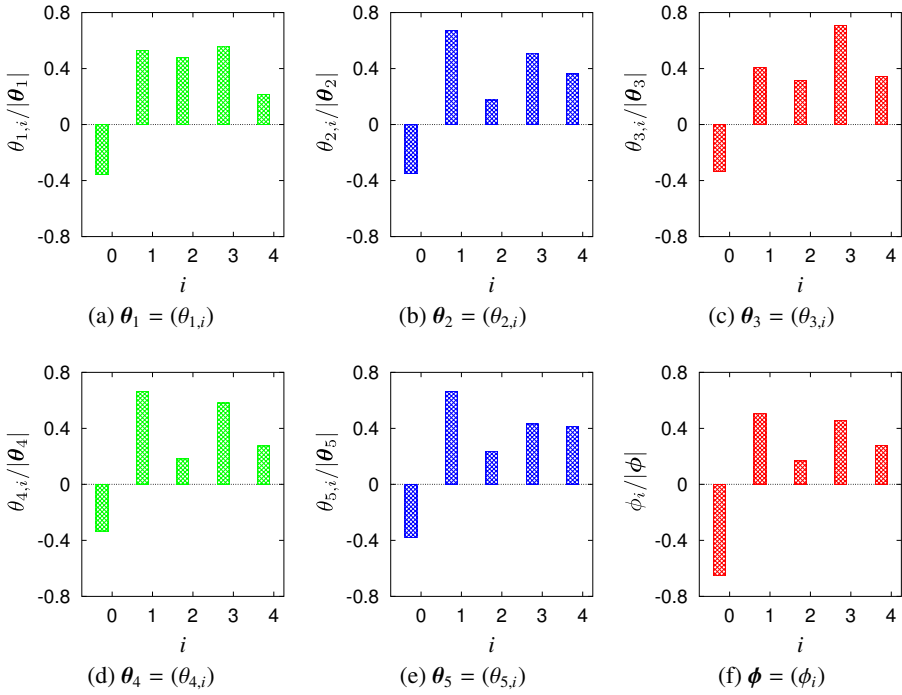 0.8 0.8 0.8
0.4 0.4 0.4
0 0 0
-0.4 -0.4 -0.4
-0.8 -0.8 -0.8
θ1,i/|θ1| θ2,i/|θ2| θ3,i/|θ3|
0 1 2 3 4 0 1 2 3 4 0 1 2 3 4
i i i
(a) θ1 = (θ1,i) (b) θ2 = (θ2,i) (c) θ3 = (θ3,i)
0.8 0.8 0.8
0.4 0.4 0.4
0 0 0
-0.4 -0.4 -0.4
-0.8 -0.8 -0.8
θ4,i/|θ4| θ5,i/|θ5| ϕi/|ϕ|
0 1 2 3 4 0 1 2 3 4 0 1 2 3 4
i i i
(d) θ4 = (θ4,i) (e) θ5 = (θ5,i) (f) ϕ = (ϕi)